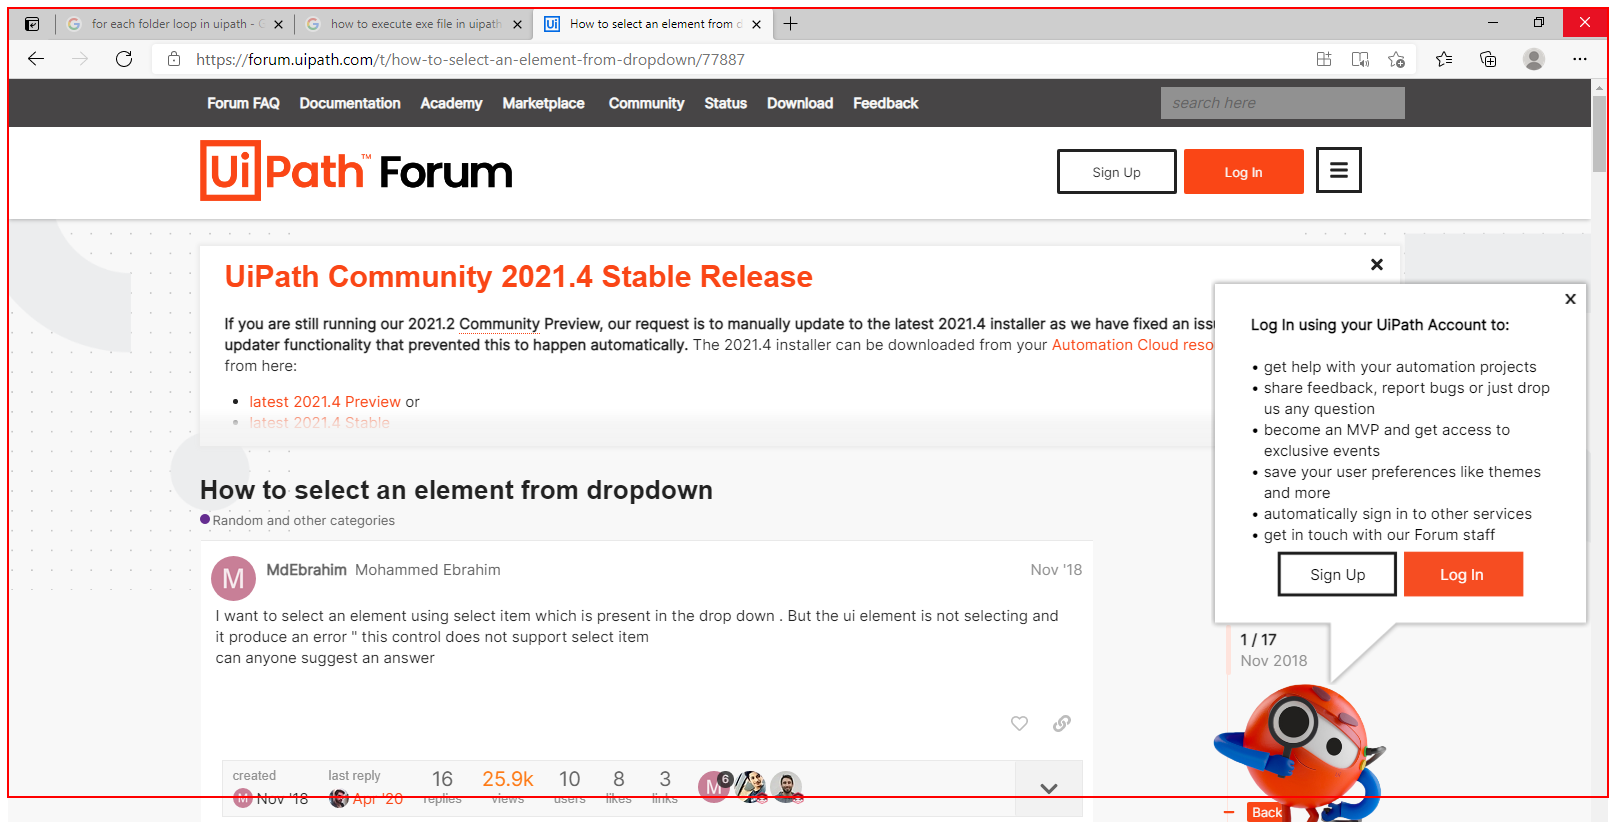 for each folder loop in uipath - G
how to execute exe file in uipath
How to select an element from d
https://forum.uipath.com/t/how-to-select-an-element-from-dropdown/77887
Forum FAQ Documentation Academy Marketplace Community Status Download Feedback
search here
UiPath™ Forum
Sign Up
Log In
UiPath Community 2021.4 Stable Release
If you are still running our 2021.2 Community Preview, our request is to manually update to the latest 2021.4 installer as we have fixed an issu
updater functionality that prevented this to happen automatically. The 2021.4 installer can be downloaded from your Automation Cloud reso
from here:
• latest 2021.4 Preview or
• latest 2021.4 Stable
x
Log In using your UiPath Account to:
• get help with your automation projects
• share feedback, report bugs or just drop
us any question
• become an MVP and get access to
exclusive events
• save your user preferences like themes
and more
• automatically sign in to other services
• get in touch with our Forum staff
Sign Up
Log In
How to select an element from dropdown
Random and other categories
M
MdEbrahim Mohammed Ebrahim
Nov '18
I want to select an element using select item which is present in the drop down . But the ui element is not selecting and
it produce an error " this control does not support select item
can anyone suggest an answer
1 / 17
Nov 2018
created
last reply
16
25.9k
10
8
3
M
6
M
Nov '18
Apr '20
replies
views
users
likes
links
Back